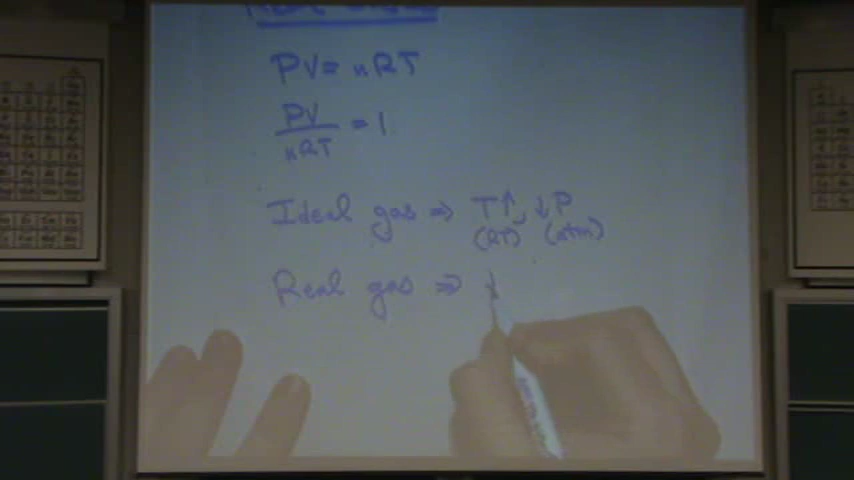 PV = nRT
PV
nRT
= 1
Ideal gas ⇒ T↑, ↓P
(RT) (atm)
Real gas ⇒ ↓